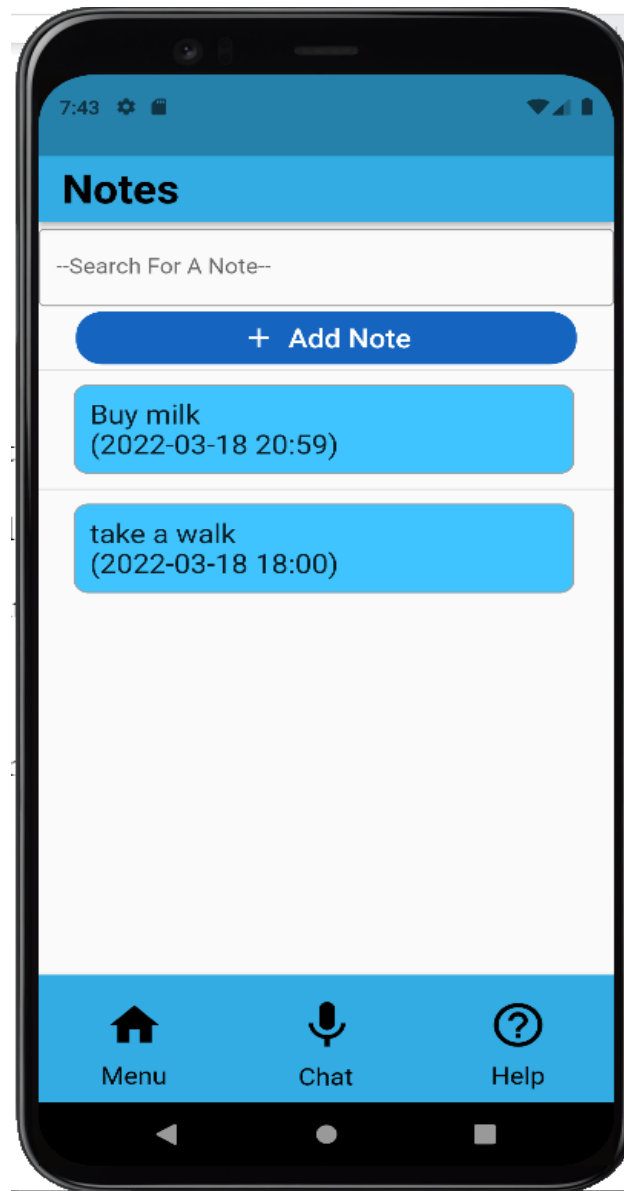 7:43
Notes
--Search For A Note--
+ Add Note
Buy milk
(2022-03-18 20:59)
take a walk
(2022-03-18 18:00)
Menu Chat Help